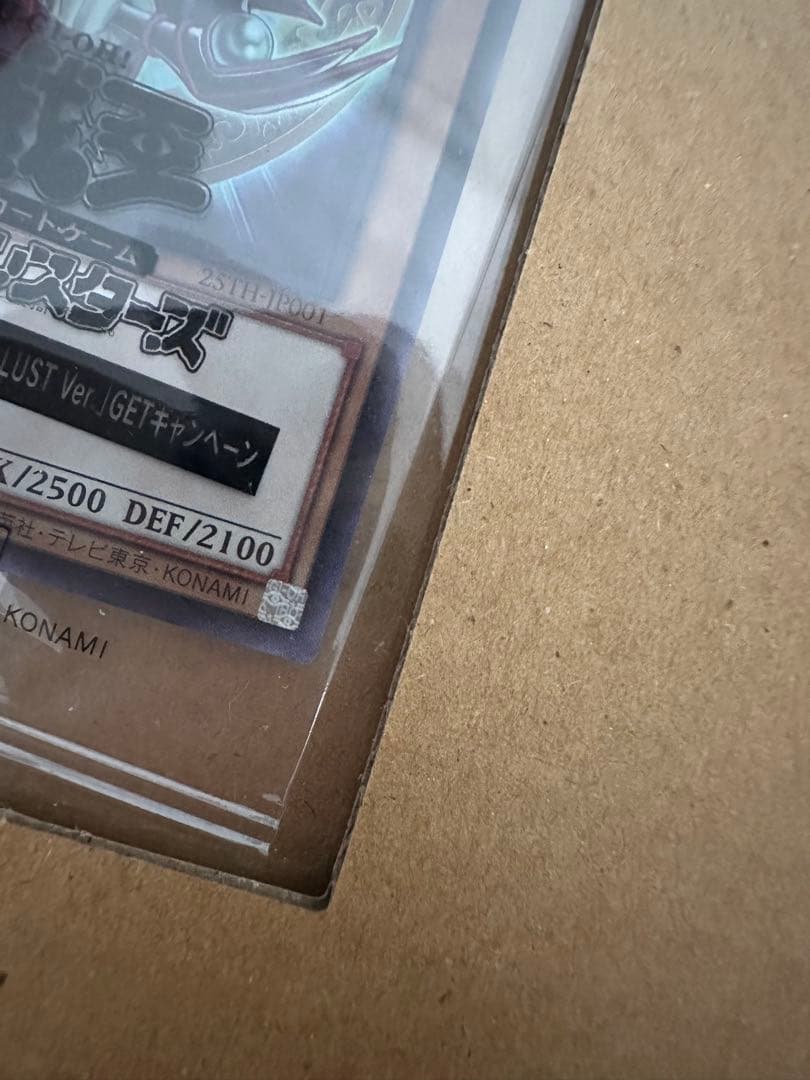 OH!
ードゲーム
スターズ
25TH-JP001
LUST Ver.」GETキャンペーン
K/2500 DEF/2100
社・テレビ東京・KONAMI
KONAMI